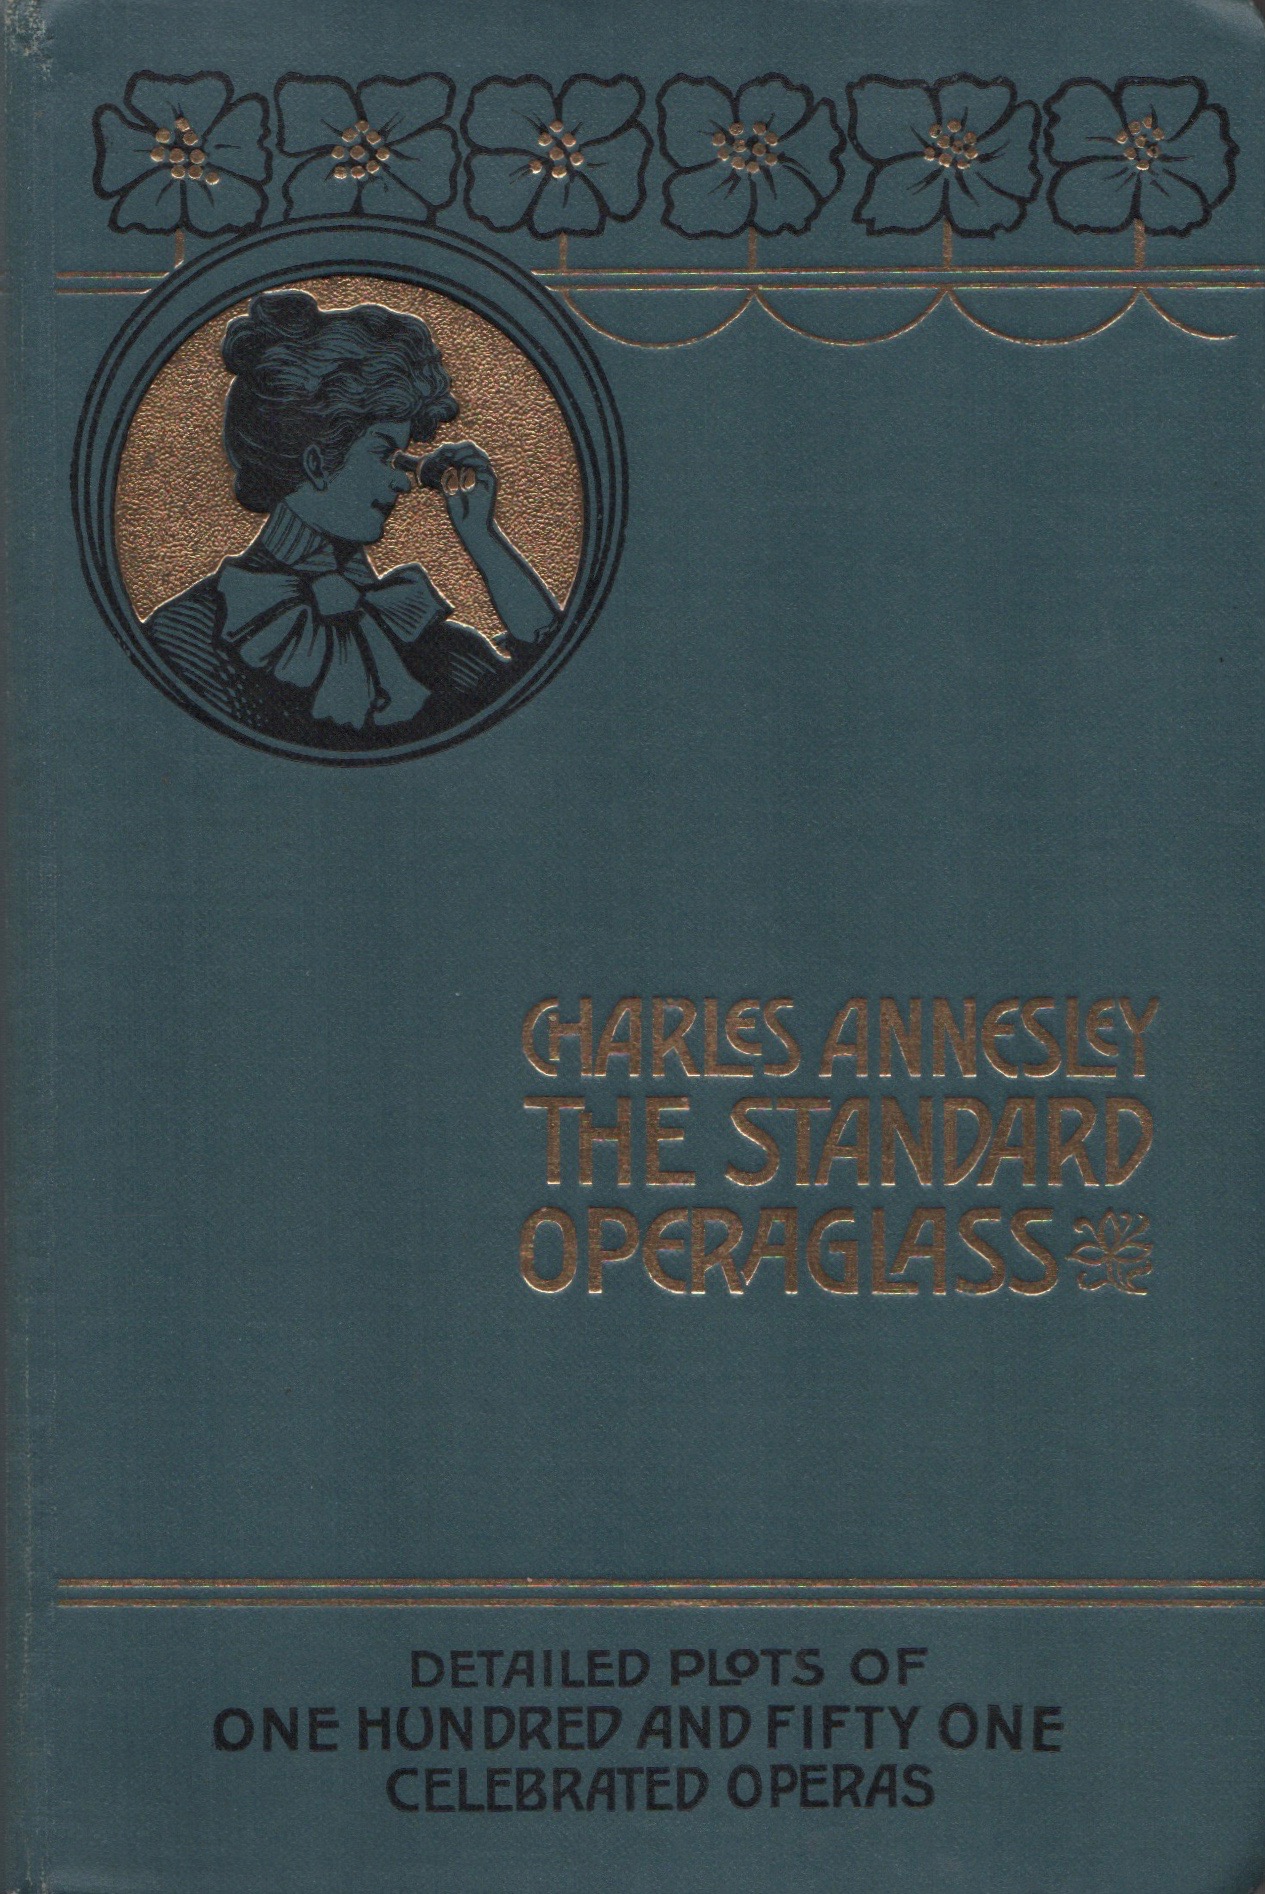 CHARLES ANNESLEY
THE STANDARD
OPERAGLASS
DETAILED PLOTS OF
ONE HUNDRED AND FIFTY ONE
CELEBRATED OPERAS